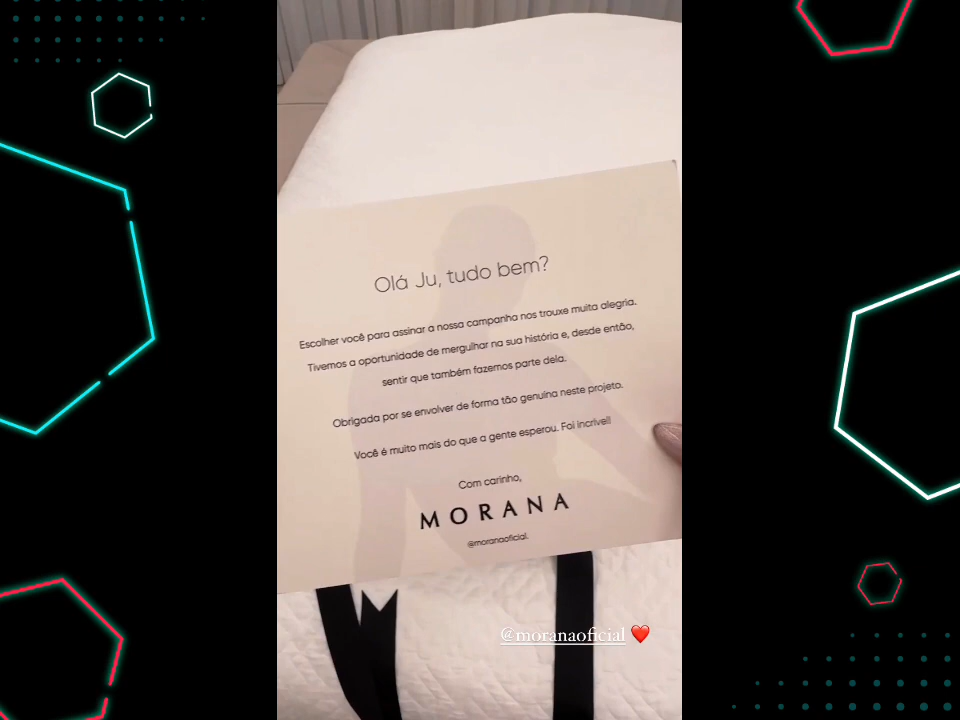 Olá Ju, tudo bem?
Escolher você para assinar a nossa campanha nos trouxe muita alegria.
Tivemos a oportunidade de mergulhar na sua história e, desde então,
sentir que também fazemos parte dela.
Obrigada por se envolver de forma tão genuína neste projeto.
Você é muito mais do que a gente esperou. Foi incrível!
Com carinho,
MORANA
@moranaoficial.
@moranaoficial ❤️